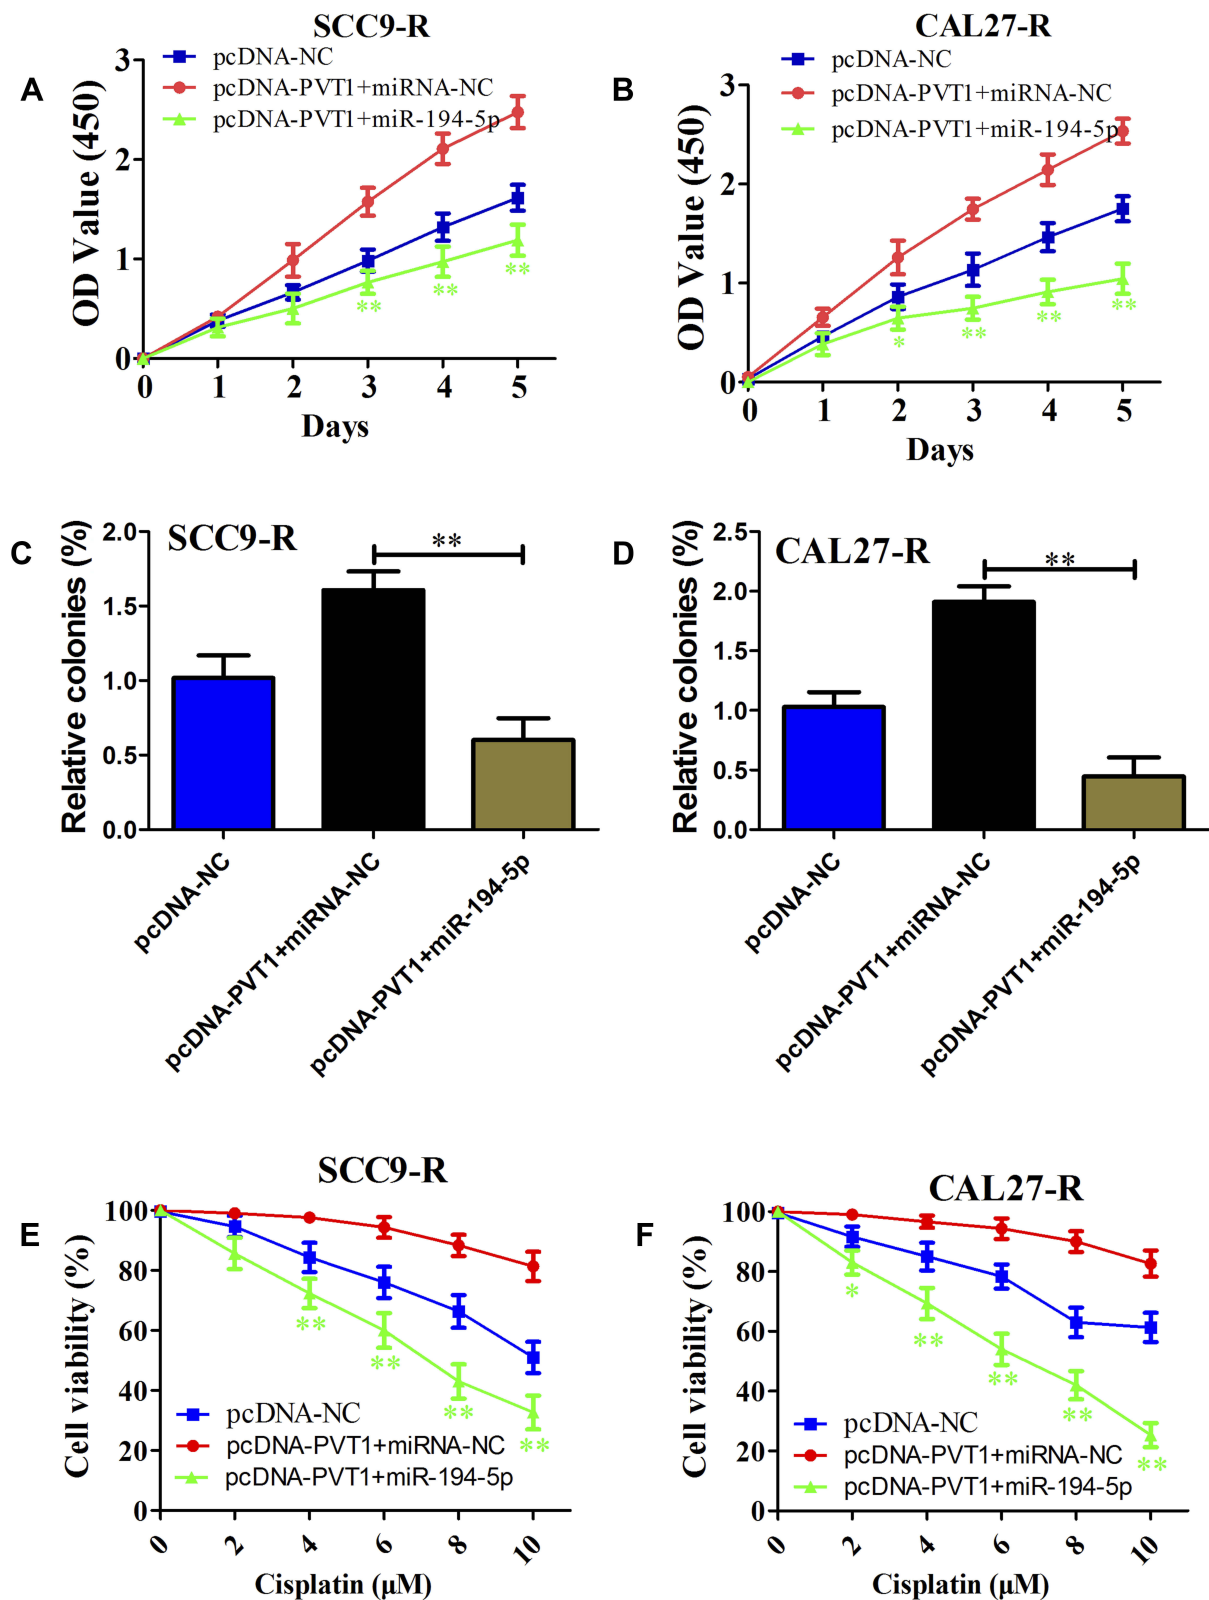 A
SCC9-R
pcDNA-NC
pcDNA-PVT1+miRNA-NC
pcDNA-PVT1+miR-194-5p
OD Value (450)
3
2
1
0
**
**
**
0 1 2 3 4 5
Days
B
CAL27-R
pcDNA-NC
pcDNA-PVT1+miRNA-NC
pcDNA-PVT1+miR-194-5p
OD Value (450)
3
2
1
0
*
**
**
**
0 1 2 3 4 5
Days
C
SCC9-R
**
Relative colonies (%)
2.0
1.5
1.0
0.5
0.0
pcDNA-NC
pcDNA-PVT1+miRNA-NC
pcDNA-PVT1+miR-194-5p
D
CAL27-R
**
Relative colonies (%)
2.5
2.0
1.5
1.0
0.5
0.0
pcDNA-NC
pcDNA-PVT1+miRNA-NC
pcDNA-PVT1+miR-194-5p
E
SCC9-R
Cell viability (%)
100
80
60
40
20
0
**
**
**
**
pcDNA-NC
pcDNA-PVT1+miRNA-NC
pcDNA-PVT1+miR-194-5p
0 2 4 6 8 10
Cisplatin (μM)
F
CAL27-R
Cell viability (%)
100
80
60
40
20
0
*
**
**
**
**
pcDNA-NC
pcDNA-PVT1+miRNA-NC
pcDNA-PVT1+miR-194-5p
0 2 4 6 8 10
Cisplatin (μM)